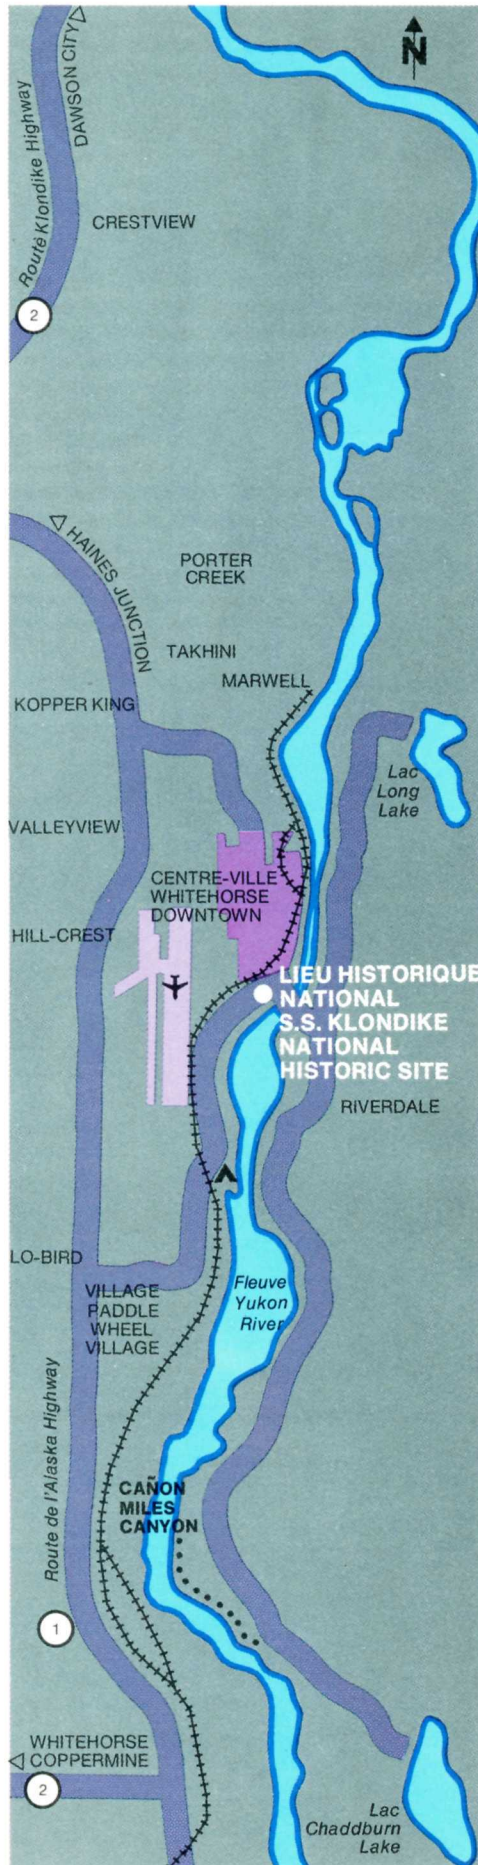 N
DAWSON CITY
Route Klondike Highway
CRESTVIEW
2
HAINES JUNCTION
PORTER
CREEK
TAKHINI
MARWELL
KOPPER KING
Lac
Long
Lake
VALLEYVIEW
CENTRE-VILLE
WHITEHORSE
DOWNTOWN
HILL-CREST
LIEU HISTORIQUE
NATIONAL
S.S. KLONDIKE
NATIONAL
HISTORIC SITE
RIVERDALE
LO-BIRD
Fleuve
Yukon
River
VILLAGE
PADDLE
WHEEL
VILLAGE
Route de l'Alaska Highway
CAÑON
MILES
CANYON
1
WHITEHORSE
COPPERMINE
2
Lac
Chaddburn
Lake